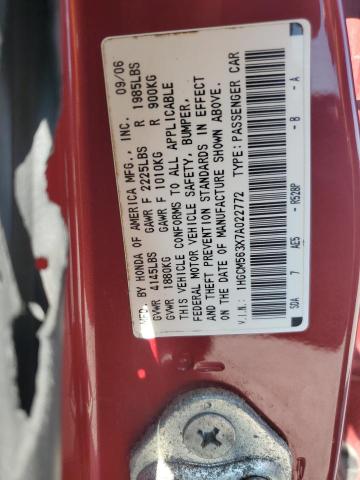 MFD. BY HONDA OF AMERICA MFG., INC. 09/06
GVWR 4145LBS GAWR F 2225LBS R 1985LBS
GVWR 1880KG GAWR F 1010KG R 900KG
THIS VEHICLE CONFORMS TO ALL APPLICABLE
FEDERAL MOTOR VEHICLE SAFETY, BUMPER,
AND THEFT PREVENTION STANDARDS IN EFFECT
ON THE DATE OF MANUFACTURE SHOWN ABOVE.
V.I.N.: 1HGCM563X7A022772 TYPE:PASSENGER CAR
SDA 7 AE5 - R528P - B - A